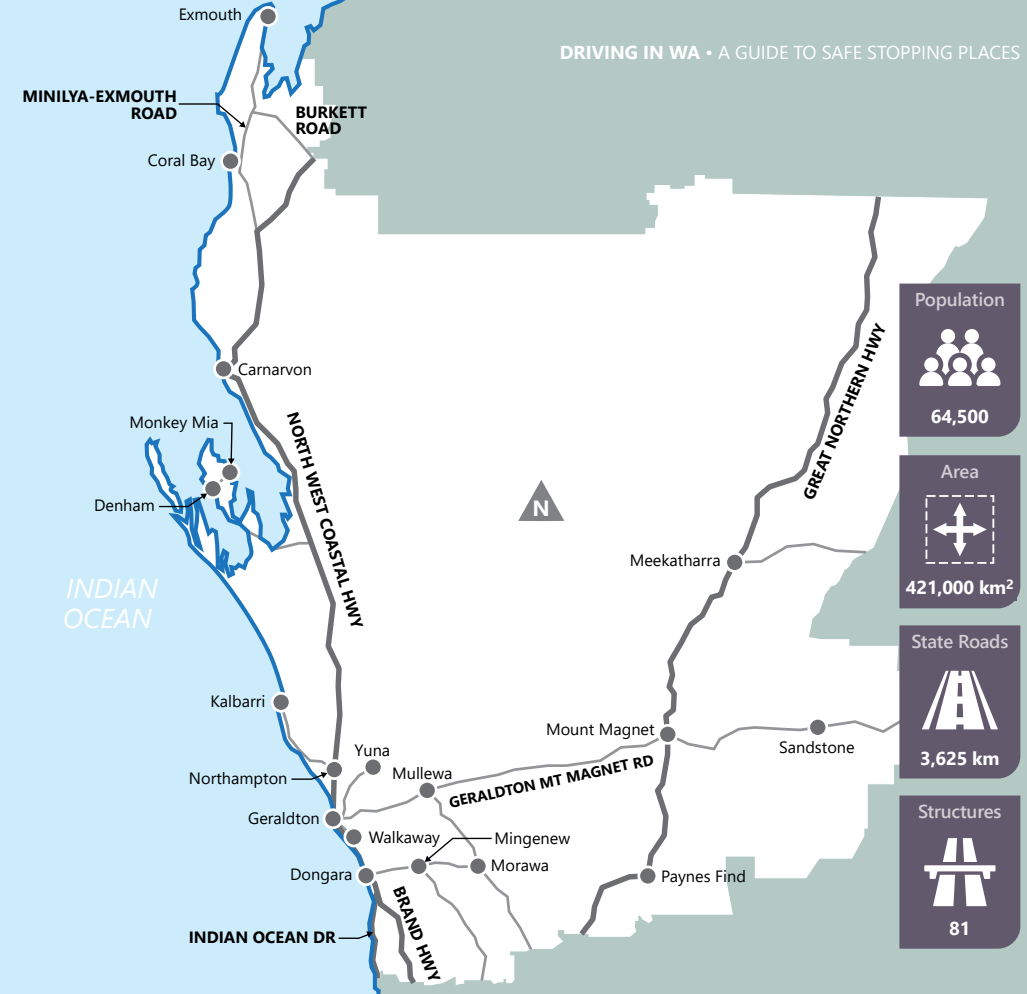 Exmouth
DRIVING IN WA • A GUIDE TO SAFE STOPPING PLACES
MINILYA-EXMOUTH
ROAD
BURKETT
ROAD
Coral Bay
Population
64,500
GREAT NORTHERN HWY
Carnarvon
Monkey Mia
NORTH WEST COASTAL HWY
Area
421,000 km²
Denham
N
Meekatharra
INDIAN
OCEAN
State Roads
3,625 km
Kalbarri
Mount Magnet
Sandstone
Yuna
Northampton
Mullewa
GERALDTON MT MAGNET RD
Structures
81
Geraldton
Walkaway
Mingenew
Dongara
Morawa
Paynes Find
BRAND HWY
INDIAN OCEAN DR